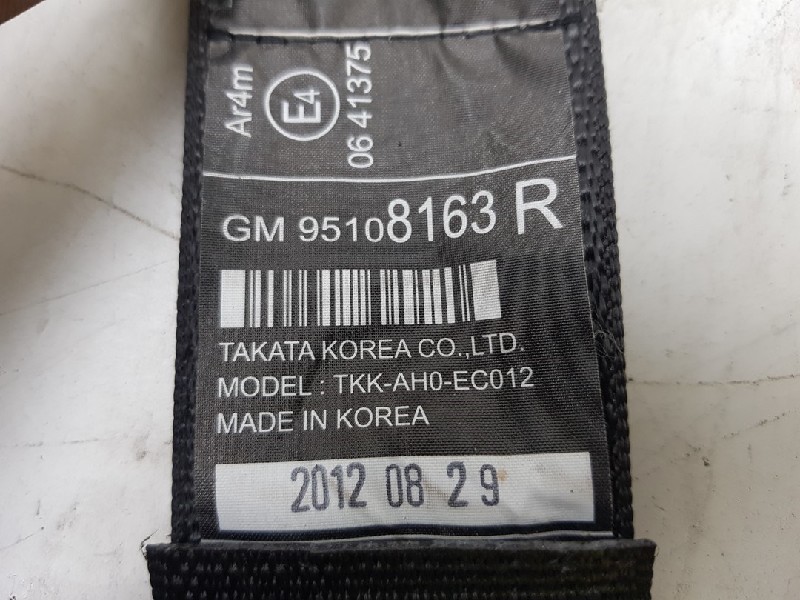 Ar4m
E4
06 41375
GM 95108163 R
TAKATA KOREA CO.,LTD.
MODEL : TKK-AH0-EC012
MADE IN KOREA
2012 08 29